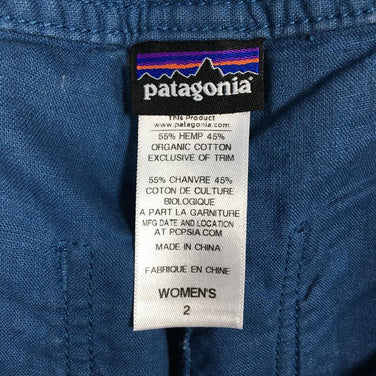 patagonia®
This Product
www.patagonia.com
55% HEMP 45%
ORGANIC COTTON
EXCLUSIVE OF TRIM
55% CHANVRE 45%
COTON DE CULTURE
BIOLOGIQUE
A PART LA GARNITURE
MFG DATE AND LOCATION
AT PCPSIA.COM
MADE IN CHINA
FABRIQUE EN CHINE
WOMEN'S
2